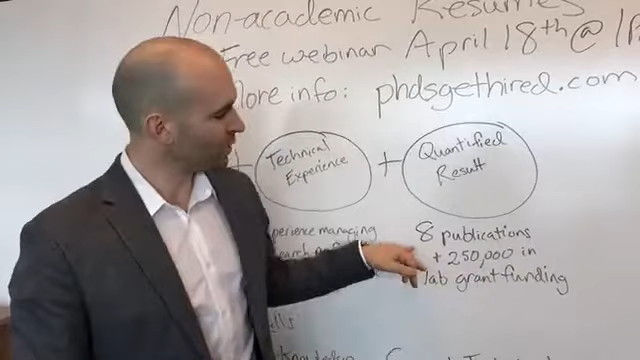 Non-academic Resumes
Free webinar April 18th @ 1
More info: phdsgethired.com
+ Technical + Quantified
Experience Result
perience managing 8 publications
+ 250,000 in
lab grant funding